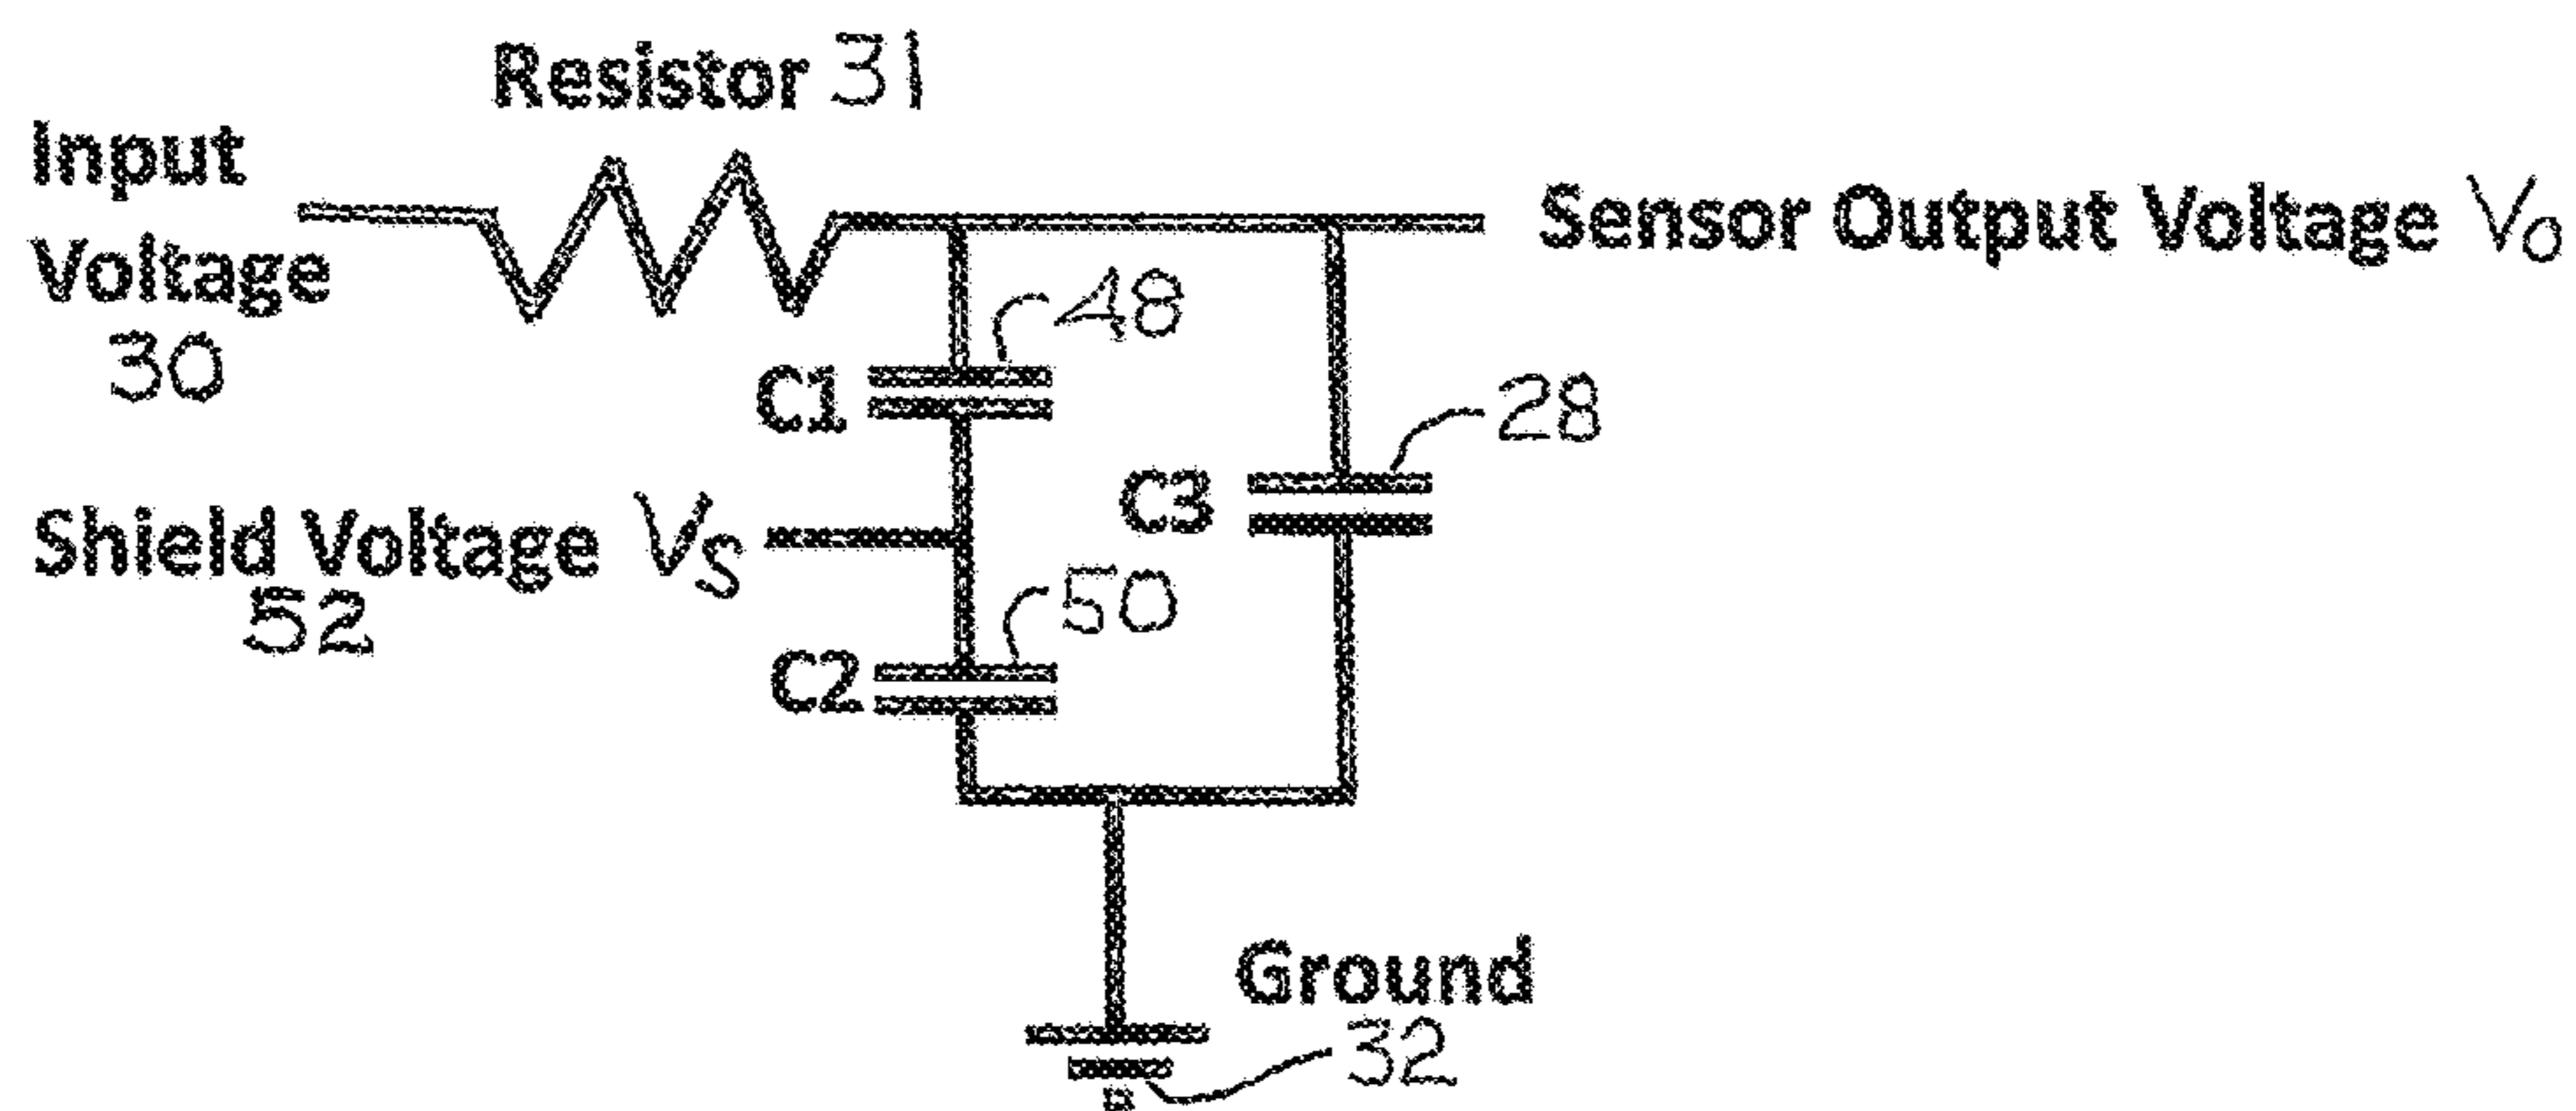 Resistor 31
Input
Voltage
30
Sensor Output Voltage Vo
48
C1
28
C3
Shield Voltage Vs
52
50
C2
Ground
32